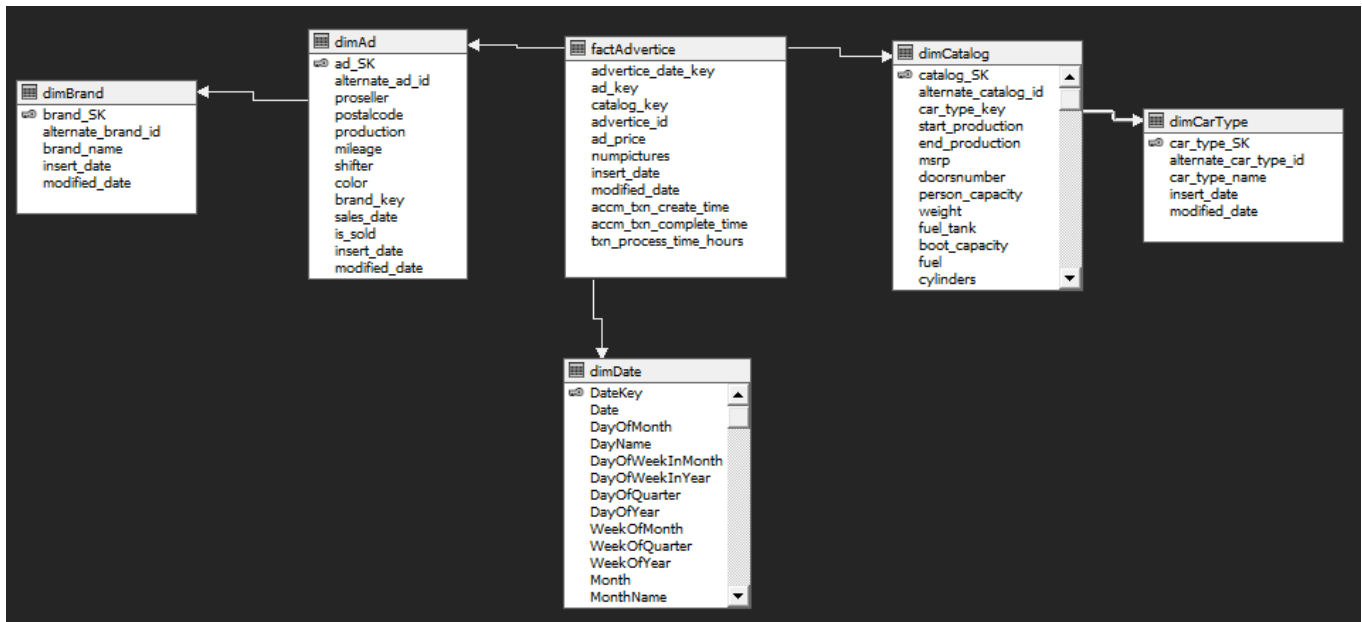 dimBrand
brand_SK
alternate_brand_id
brand_name
insert_date
modified_date
dimAd
ad_SK
alternate_ad_id
proseller
postalcode
production
mileage
shifter
color
brand_key
sales_date
is_sold
insert_date
modified_date
factAdvertice
advertice_date_key
ad_key
catalog_key
advertice_id
ad_price
numpictures
insert_date
modified_date
accm_txn_create_time
accm_txn_complete_time
txn_process_time_hours
dimCatalog
catalog_SK
alternate_catalog_id
car_type_key
start_production
end_production
msrp
doorsnumber
person_capacity
weight
fuel_tank
boot_capacity
fuel
cylinders
dimCarType
car_type_SK
alternate_car_type_id
car_type_name
insert_date
modified_date
dimDate
DateKey
Date
DayOfMonth
DayName
DayOfWeekInMonth
DayOfWeekInYear
DayOfQuarter
DayOfYear
WeekOfMonth
WeekOfQuarter
WeekOfYear
Month
MonthName